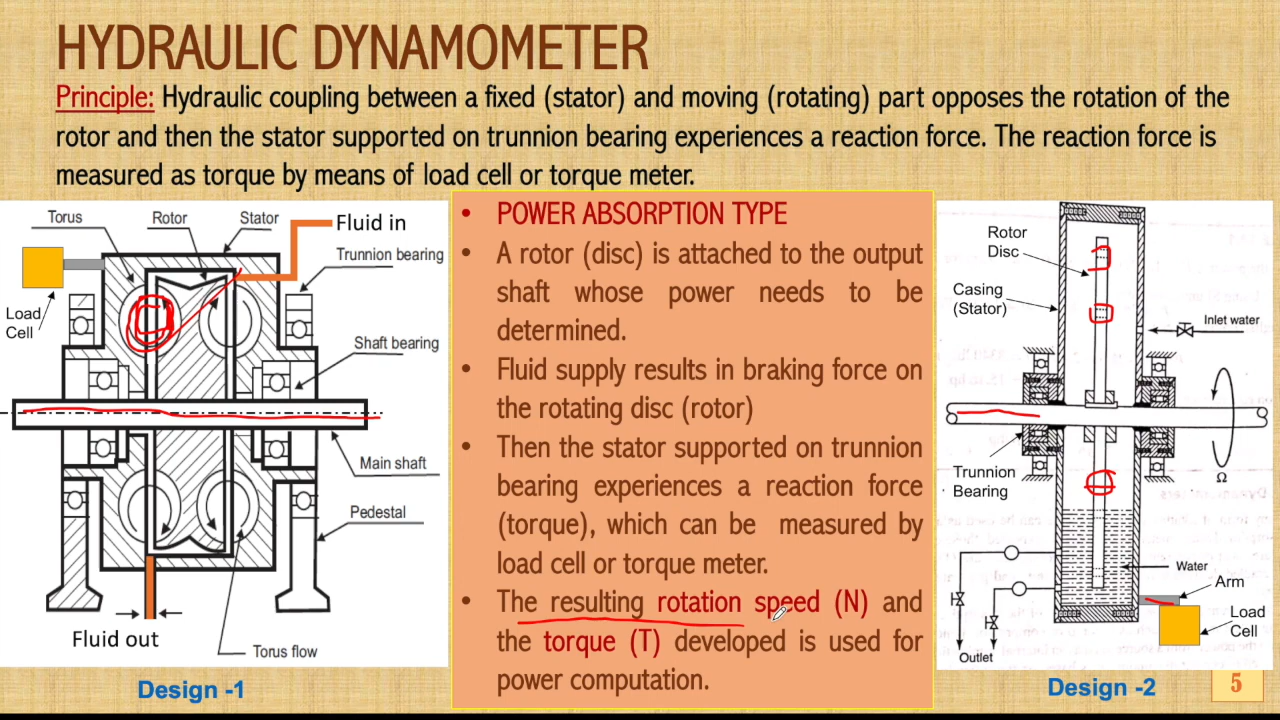 HYDRAULIC DYNAMOMETER
Principle: Hydraulic coupling between a fixed (stator) and moving (rotating) part opposes the rotation of the
rotor and then the stator supported on trunnion bearing experiences a reaction force. The reaction force is
measured as torque by means of load cell or torque meter.
Torus
Rotor
Stator
Fluid in
Trunnion bearing
Load
Cell
Shaft bearing
Main shaft
Pedestal
Fluid out
Torus flow
Design -1
• POWER ABSORPTION TYPE
• A rotor (disc) is attached to the output
shaft whose power needs to be
determined.
• Fluid supply results in braking force on
the rotating disc (rotor)
• Then the stator supported on trunnion
bearing experiences a reaction force
(torque), which can be measured by
load cell or torque meter.
• The resulting rotation speed (N) and
the torque (T) developed is used for
power computation.
Rotor
Disc
Casing
(Stator)
Inlet water
Trunnion
Bearing
Ω
Water
Arm
Load
Cell
Outlet
Design -2
5